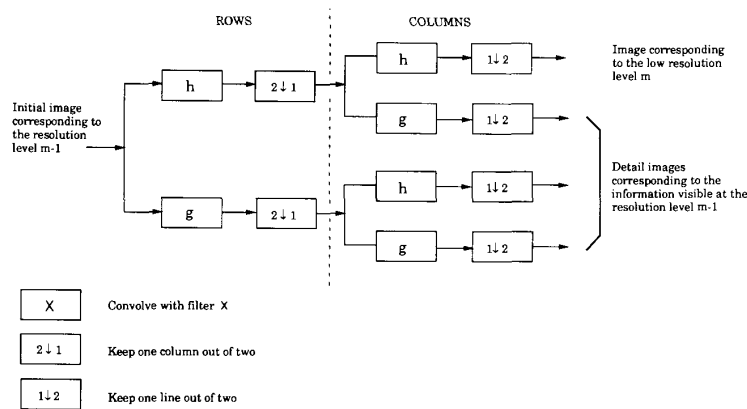 ROWS
COLUMNS
Initial image
corresponding to
the resolution
level m-1
h
2↓1
g
2↓1
h
1↓2
g
1↓2
h
1↓2
g
1↓2
Image corresponding
to the low resolution
level m
Detail images
corresponding to the
information visible at the
resolution level m-1
X
Convolve with filter X
2↓1
Keep one column out of two
1↓2
Keep one line out of two